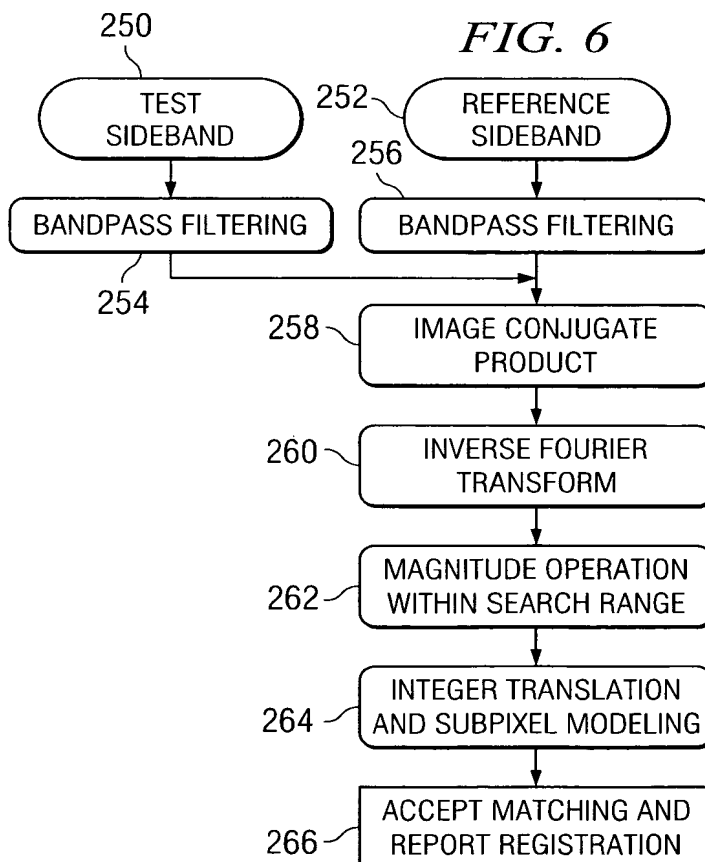 FIG. 6
250
TEST
SIDEBAND
252
REFERENCE
SIDEBAND
256
BANDPASS FILTERING
254
BANDPASS FILTERING
258
IMAGE CONJUGATE
PRODUCT
260
INVERSE FOURIER
TRANSFORM
262
MAGNITUDE OPERATION
WITHIN SEARCH RANGE
264
INTEGER TRANSLATION
AND SUBPIXEL MODELING
266
ACCEPT MATCHING AND
REPORT REGISTRATION